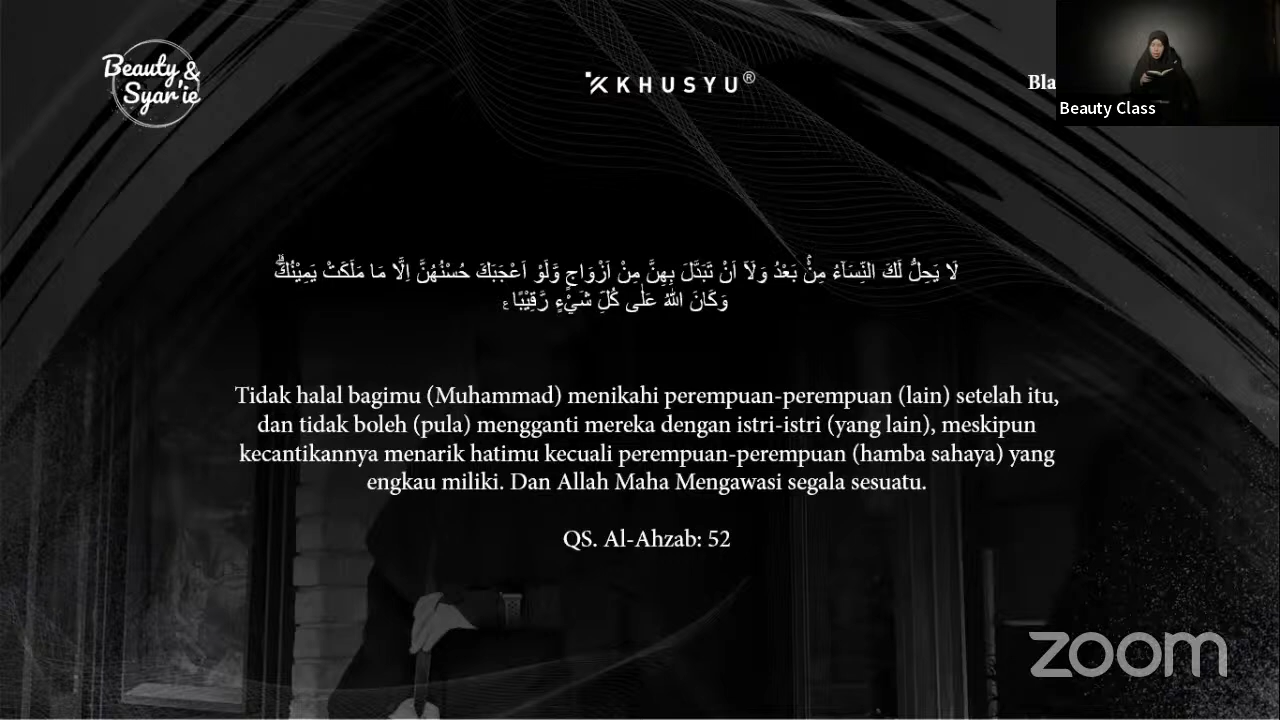 Beauty &
Syar'ie
KHUSYU®
Bla
Beauty Class
لَا يَحِلُّ لَكَ النِّسَاۤءُ مِنْۢ بَعْدُ وَلَآ اَنْ تَبَدَّلَ بِهِنَّ مِنْ اَزْوَاجٍ وَّلَوْ اَعْجَبَكَ حُسْنُهُنَّ اِلَّا مَا مَلَكَتْ يَمِيْنُكَۗ
وَكَانَ اللّٰهُ عَلٰى كُلِّ شَيْءٍ رَّقِيْبًا ࣖ
Tidak halal bagimu (Muhammad) menikahi perempuan-perempuan (lain) setelah itu,
dan tidak boleh (pula) mengganti mereka dengan istri-istri (yang lain), meskipun
kecantikannya menarik hatimu kecuali perempuan-perempuan (hamba sahaya) yang
engkau miliki. Dan Allah Maha Mengawasi segala sesuatu.
QS. Al-Ahzab: 52
zoom